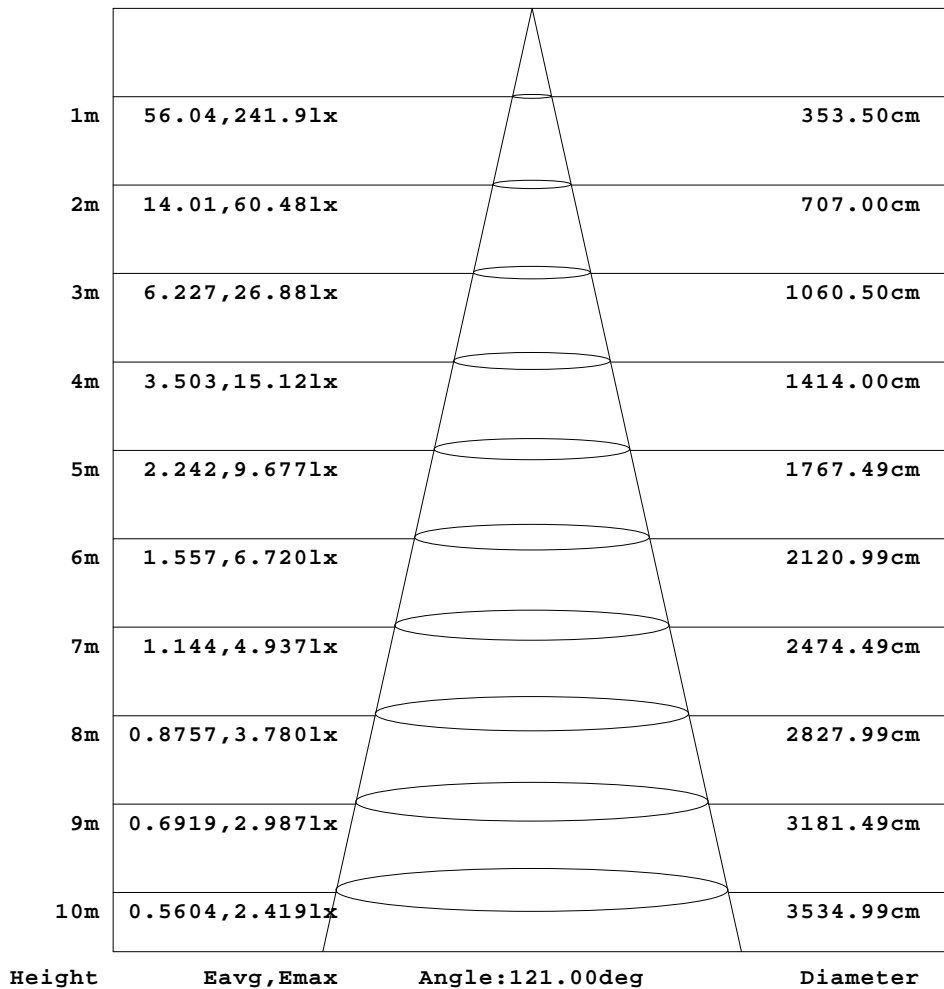 1m 56.04,241.9lx 353.50cm
2m 14.01,60.48lx 707.00cm
3m 6.227,26.88lx 1060.50cm
4m 3.503,15.12lx 1414.00cm
5m 2.242,9.677lx 1767.49cm
6m 1.557,6.720lx 2120.99cm
7m 1.144,4.937lx 2474.49cm
8m 0.8757,3.780lx 2827.99cm
9m 0.6919,2.987lx 3181.49cm
10m 0.5604,2.419lx 3534.99cm
Height Eavg,Emax Angle:121.00deg Diameter